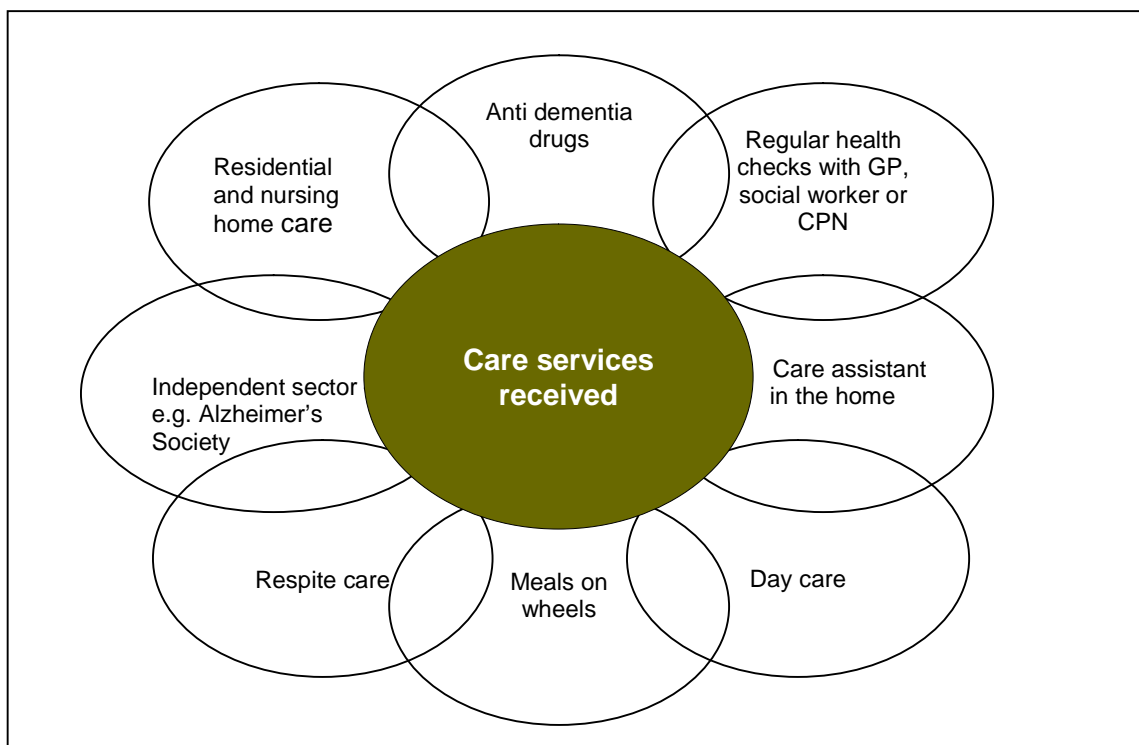 Anti dementia
drugs
Regular health
checks with GP,
social worker or
CPN
Residential
and nursing
home care
Care services
received
Care assistant
in the home
Independent sector
e.g. Alzheimer's
Society
Respite care
Meals on
wheels
Day care